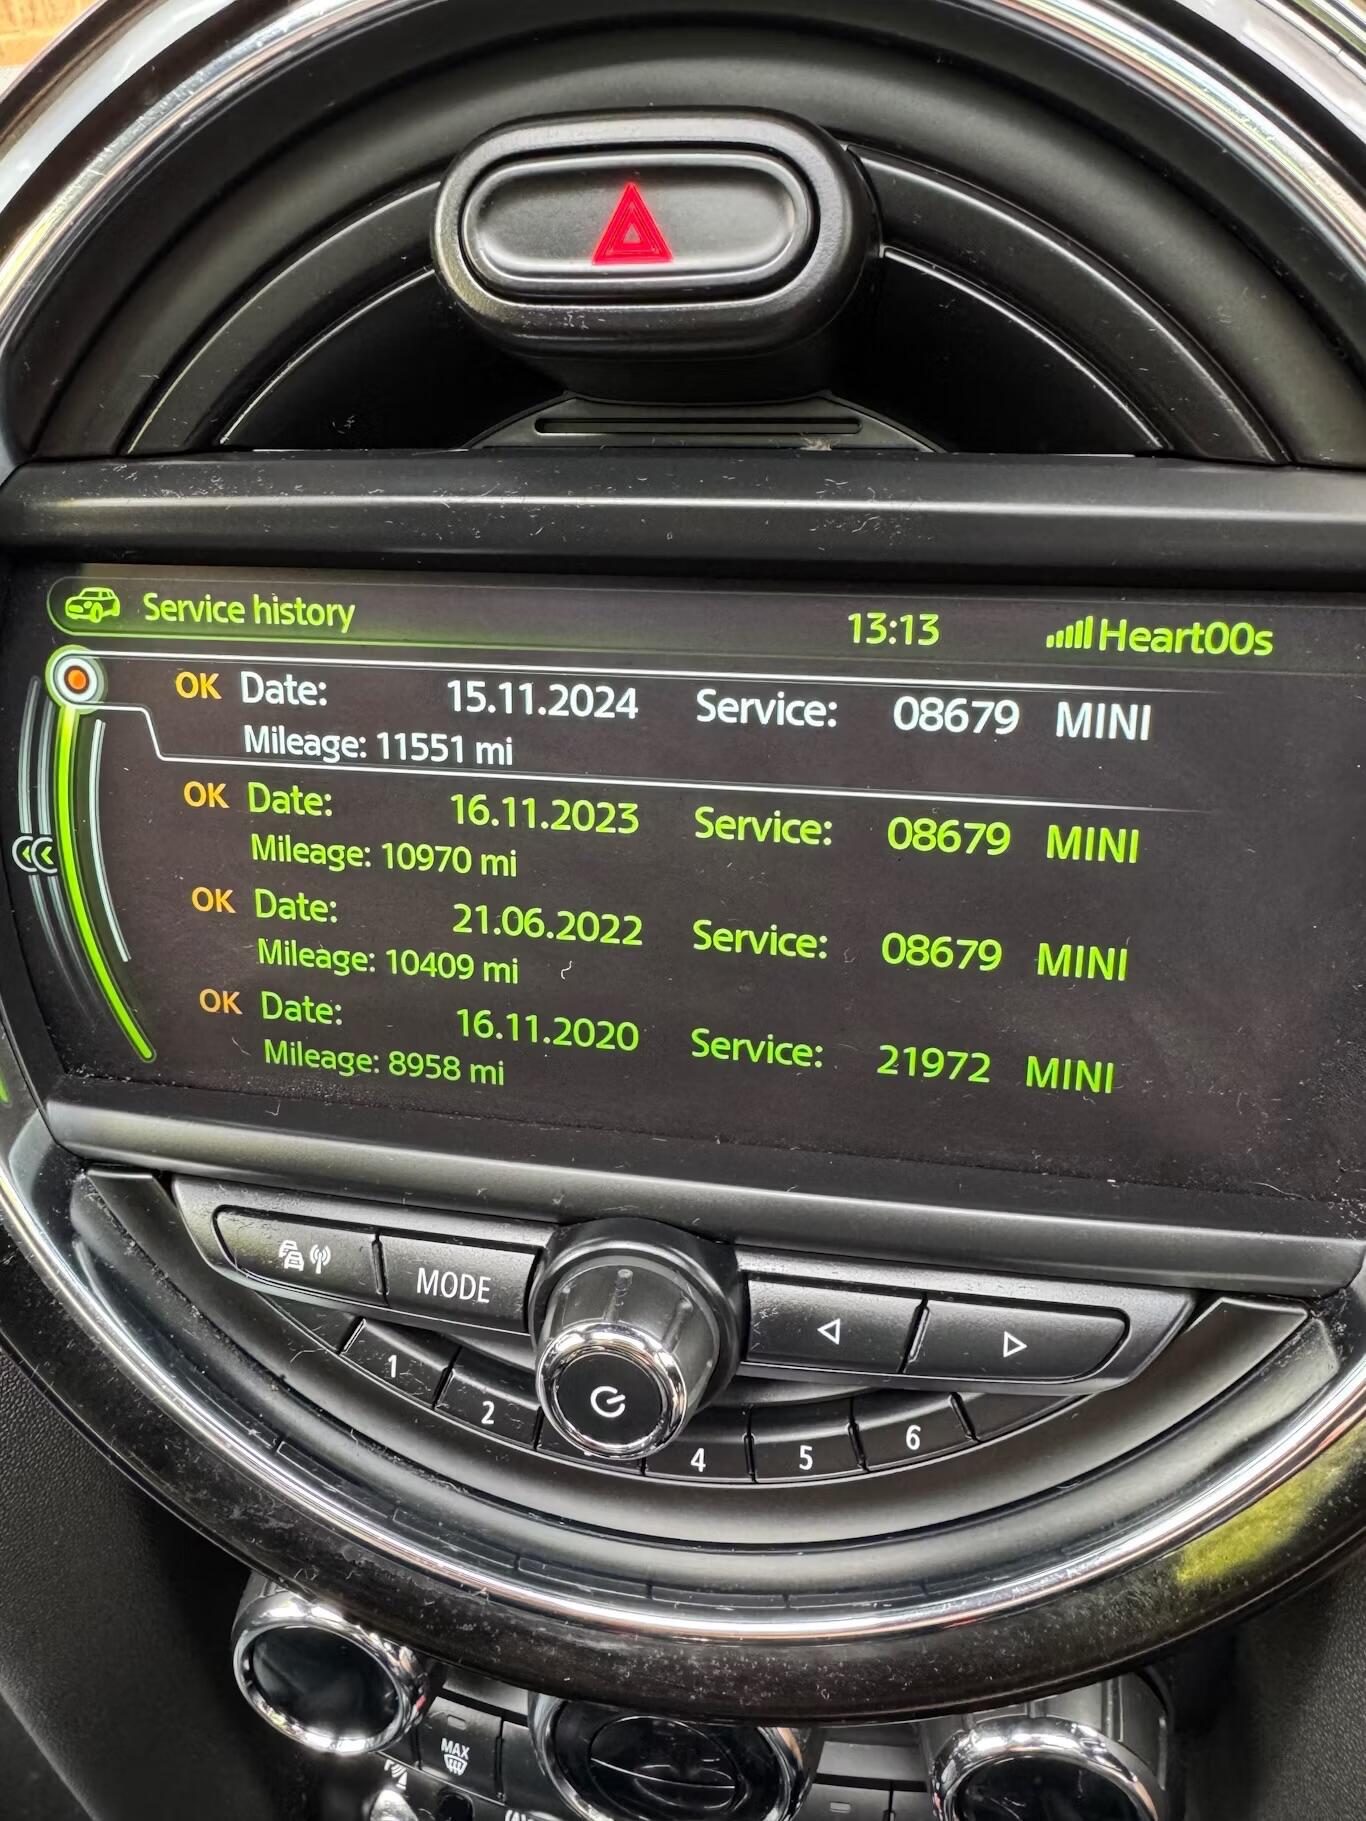 Service history 13:13 Heart00s
OK Date: 15.11.2024 Service: 08679 MINI
Mileage: 11551 mi
OK Date: 16.11.2023 Service: 08679 MINI
Mileage: 10970 mi
OK Date: 21.06.2022 Service: 08679 MINI
Mileage: 10409 mi
OK Date: 16.11.2020 Service: 21972 MINI
Mileage: 8958 mi
MODE
1 2 4 5 6
MAX